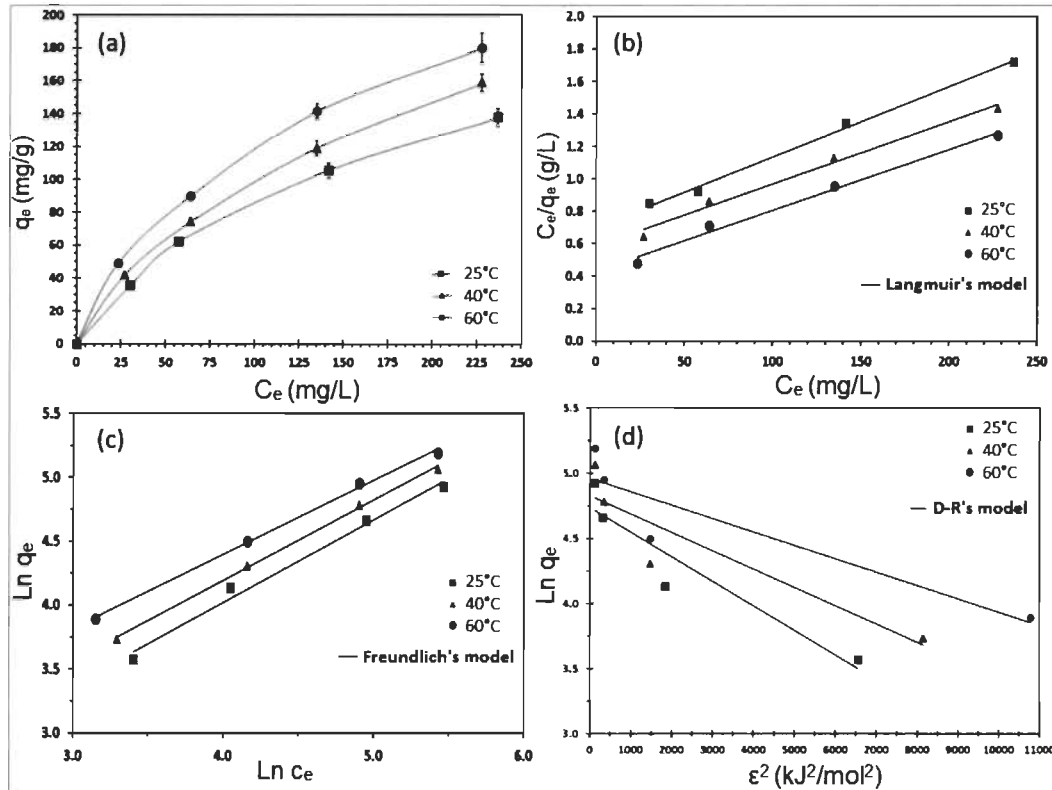 (a)
qe (mg/g)
200
180
160
140
120
100
80
60
40
20
0
0 25 50 75 100 125 150 175 200 225 250
Ce (mg/L)
25°C
40°C
60°C
(b)
Ce/qe (g/L)
2.0
1.8
1.6
1.4
1.2
1.0
0.8
0.6
0.4
0.2
0.0
0 50 100 150 200 250
Ce (mg/L)
25°C
40°C
60°C
Langmuir's model
(c)
Ln qe
5.5
5.0
4.5
4.0
3.5
3.0
3.0 4.0 5.0 6.0
Ln ce
25°C
40°C
60°C
Freundlich's model
(d)
Ln qe
5.5
5.0
4.5
4.0
3.5
3.0
0 1000 2000 3000 4000 5000 6000 7000 8000 9000 10000 11000
ε² (kJ²/mol²)
25°C
40°C
60°C
D-R's model